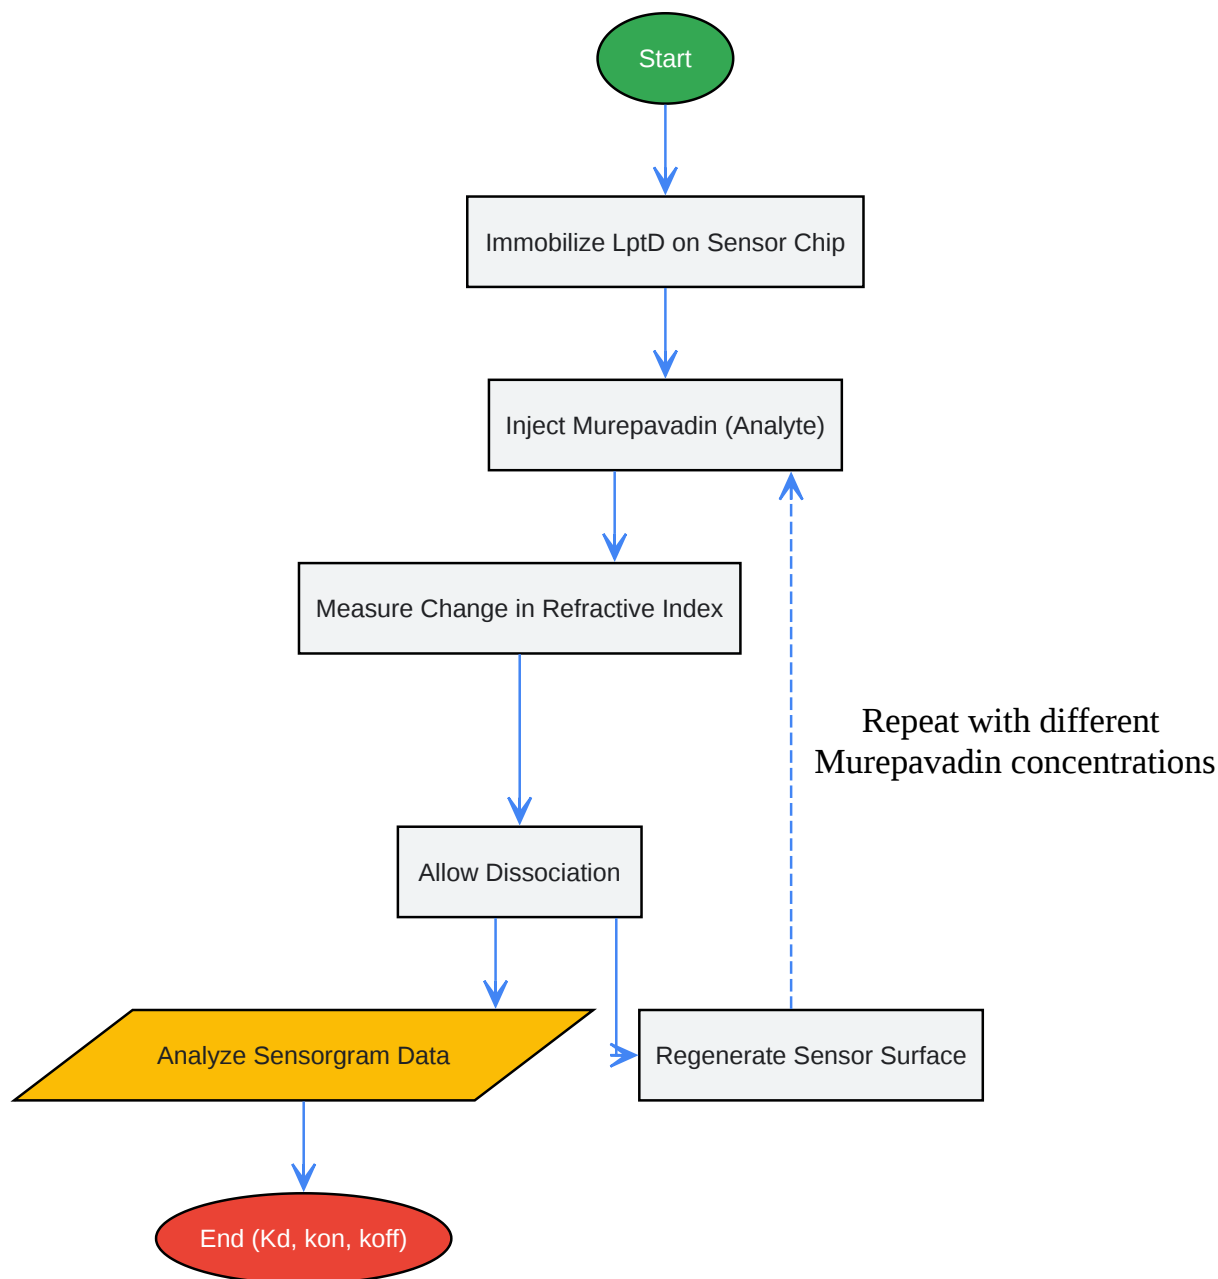 Start
Immobilize LptD on Sensor Chip
Inject Murepavadin (Analyte)
Measure Change in Refractive Index
Repeat with different
Murepavadin concentrations
Allow Dissociation
Analyze Sensorgram Data
Regenerate Sensor Surface
End (Kd, kon, koff)